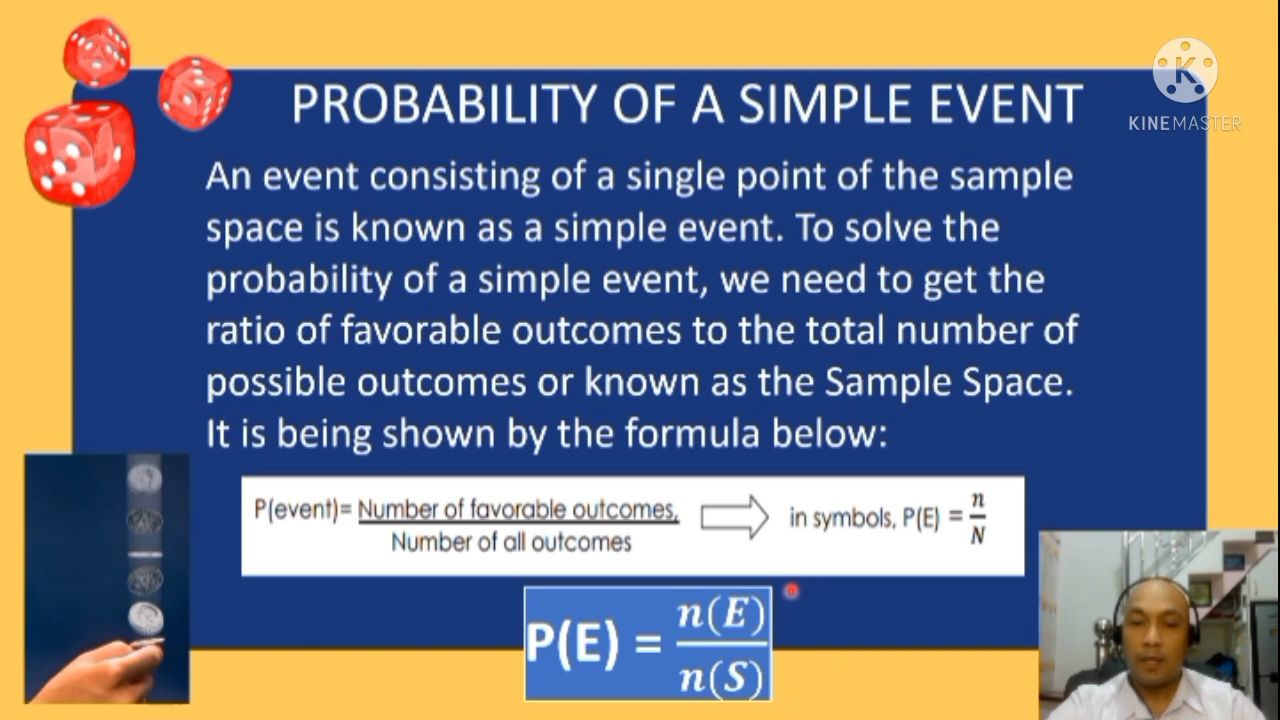 PROBABILITY OF A SIMPLE EVENT
K
KINEMASTER
An event consisting of a single point of the sample
space is known as a simple event. To solve the
probability of a simple event, we need to get the
ratio of favorable outcomes to the total number of
possible outcomes or known as the Sample Space.
It is being shown by the formula below:
P(event)= Number of favorable outcomes,
Number of all outcomes
in symbols, P(E) = n/N
P(E) = n(E)/n(S)